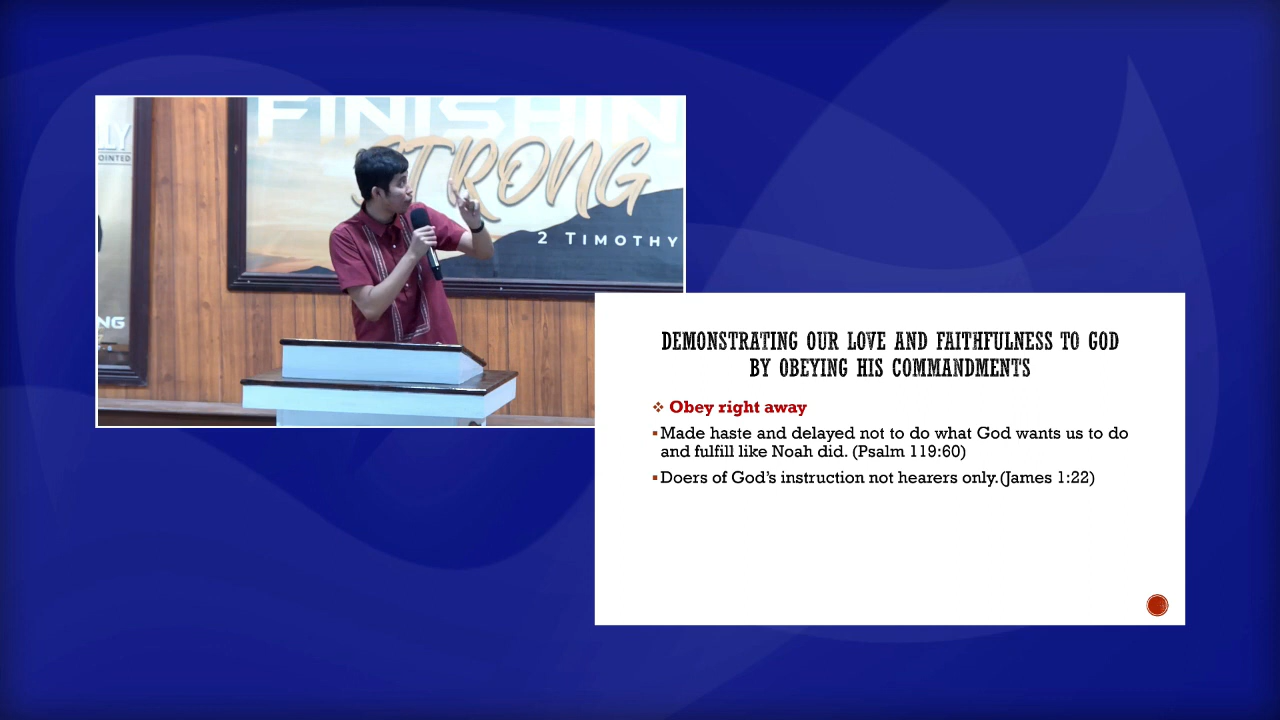 LLY
OINTED
NG
FINISHIN
STRONG
2 TIMOTHY
DEMONSTRATING OUR LOVE AND FAITHFULNESS TO GOD
BY OBEYING HIS COMMANDMENTS
❖ Obey right away
▪ Made haste and delayed not to do what God wants us to do
and fulfill like Noah did. (Psalm 119:60)
▪ Doers of God's instruction not hearers only.(James 1:22)